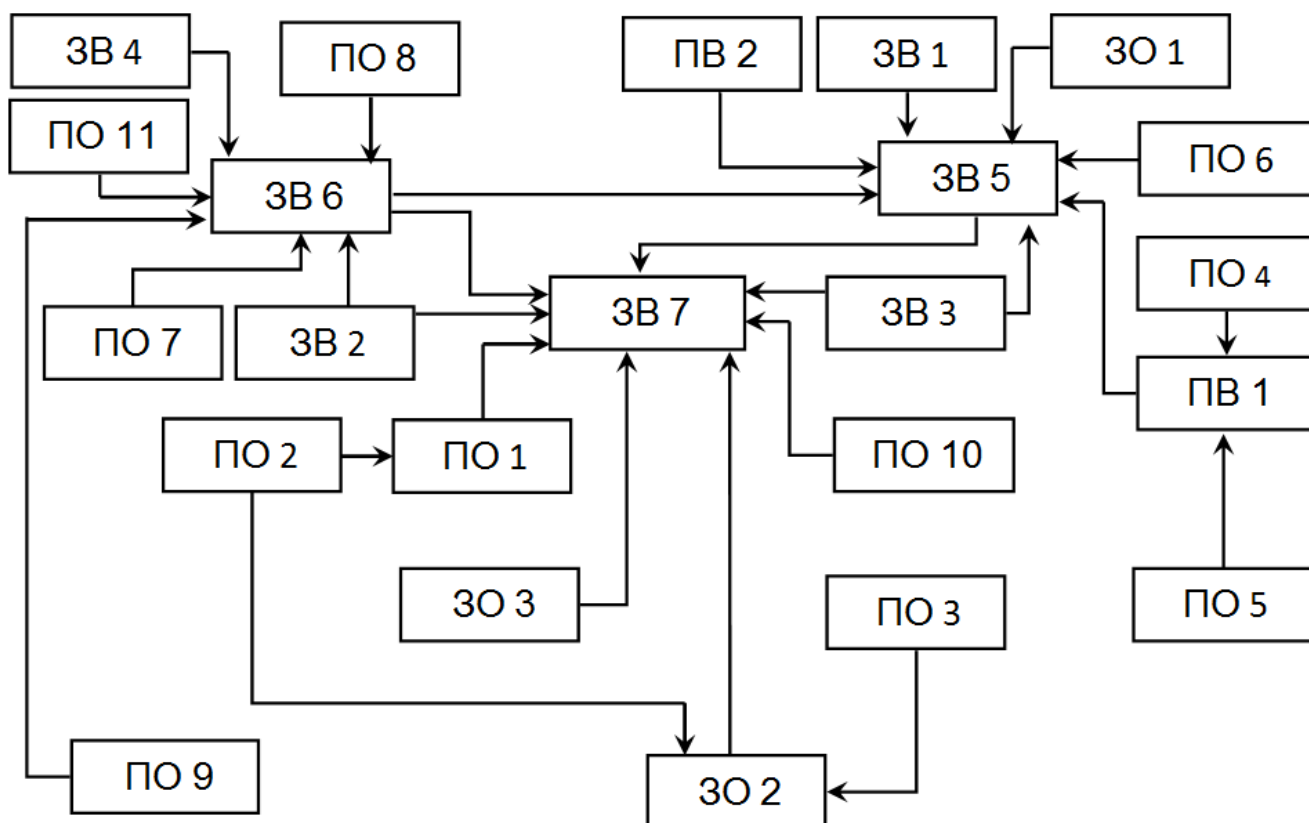 ЗВ 4
ПО 8
ПВ 2
ЗВ 1
ЗО 1
ПО 11
ЗВ 6
ЗВ 5
ПО 6
ПО 7
ЗВ 2
ЗВ 7
ЗВ 3
ПО 4
ПВ 1
ПО 2
ПО 1
ПО 10
ЗО 3
ПО 3
ПО 5
ПО 9
ЗО 2